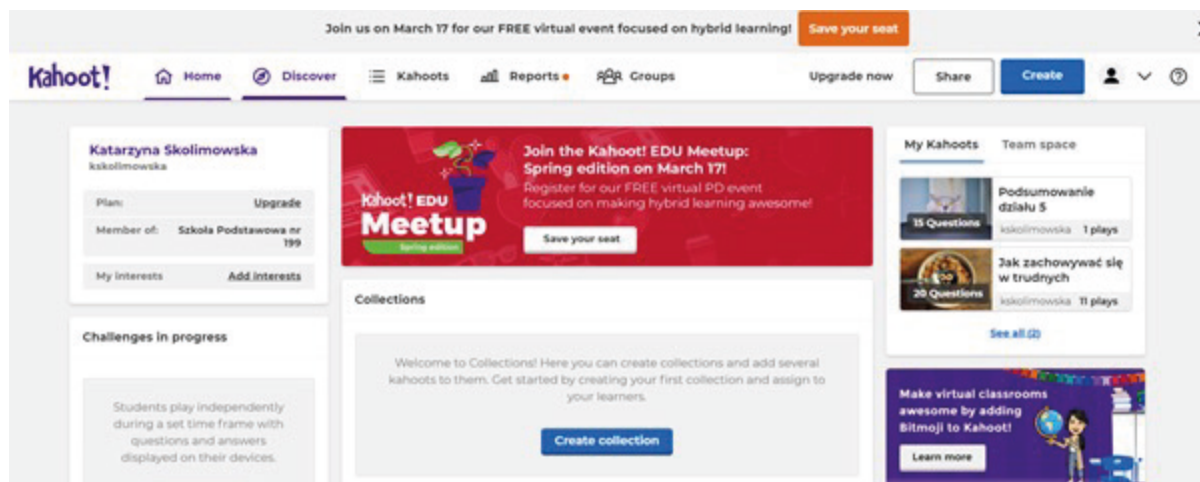 Join us on March 17 for our FREE virtual event focused on hybrid learning! Save your seat
Kahoot! Home Discover Kahoots Reports Groups Upgrade now Share Create
Katarzyna Skolimowska
kskolimowska
Plan: Upgrade
Member of: Szkoła Podstawowa nr
199
My interests Add interests
Challenges in progress
Students play independently
during a set time frame with
questions and answers
displayed on their devices.
Kahoot! EDU
Meetup
Spring edition
Join the Kahoot! EDU Meetup:
Spring edition on March 17!
Register for our FREE virtual PD event
focused on making hybrid learning awesome!
Save your seat
Collections
Welcome to Collections! Here you can create collections and add several
kahoots to them. Get started by creating your first collection and assign to
your learners.
Create collection
My Kahoots Team space
15 Questions
Podsumowanie
działu 5
kskolimowska 1 plays
20 Questions
Jak zachowywać się
w trudnych
kskolimowska 11 plays
See all (2)
Make virtual classrooms
awesome by adding
Bitmoji to Kahoot!
Learn more